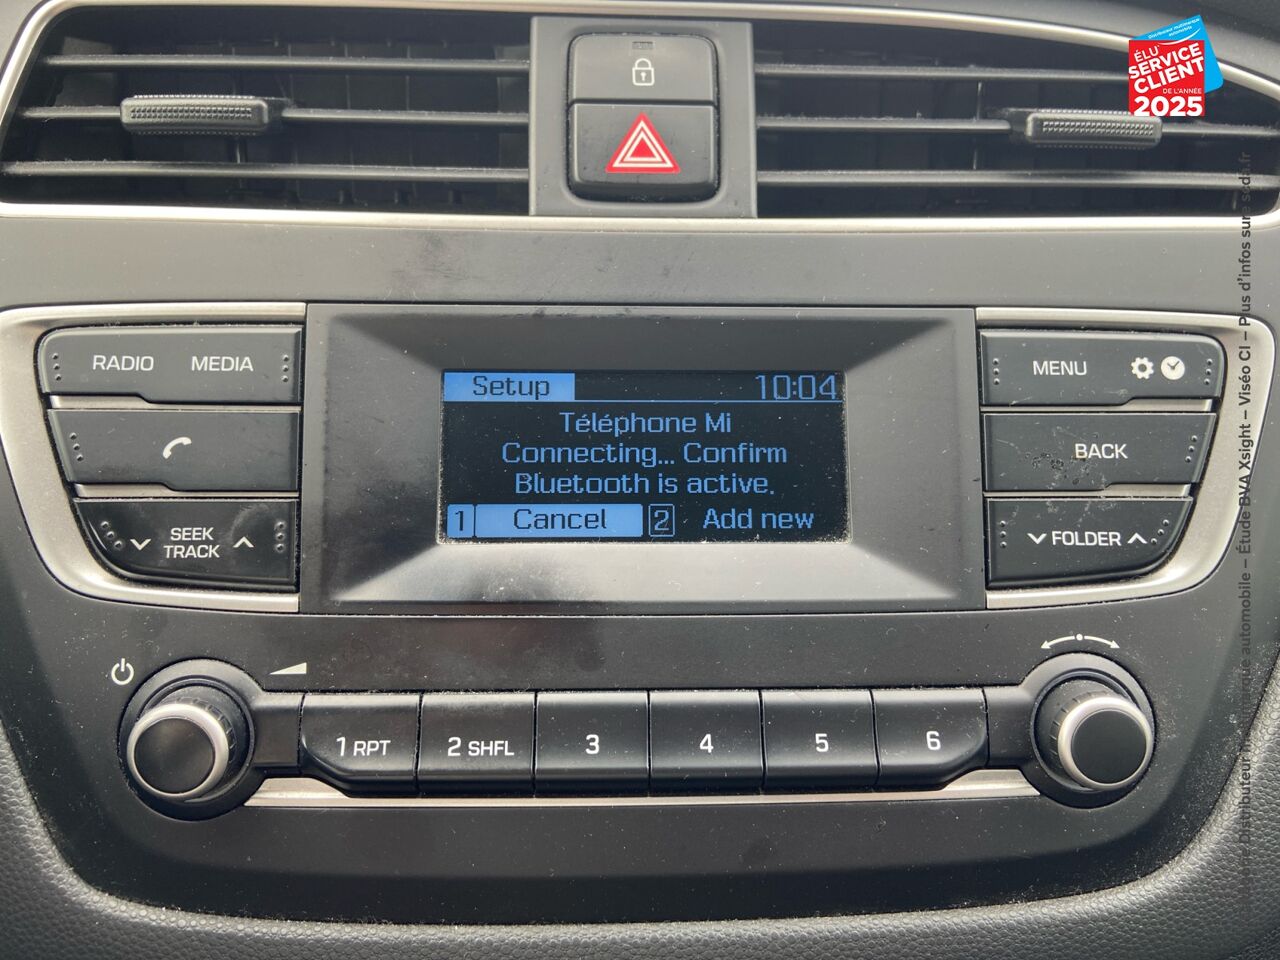 ÉLU
SERVICE
CLIENT
DE L'ANNÉE
2025
RADIO MEDIA
SEEK
TRACK
Setup 10:04
Téléphone Mi
Connecting... Confirm
Bluetooth is active.
1 Cancel 2 Add new
MENU
BACK
FOLDER
1 RPT
2 SHFL
3
4
5
6
automobile – Étude BVA Xsight – Viséo CI – Plus d'infos sur